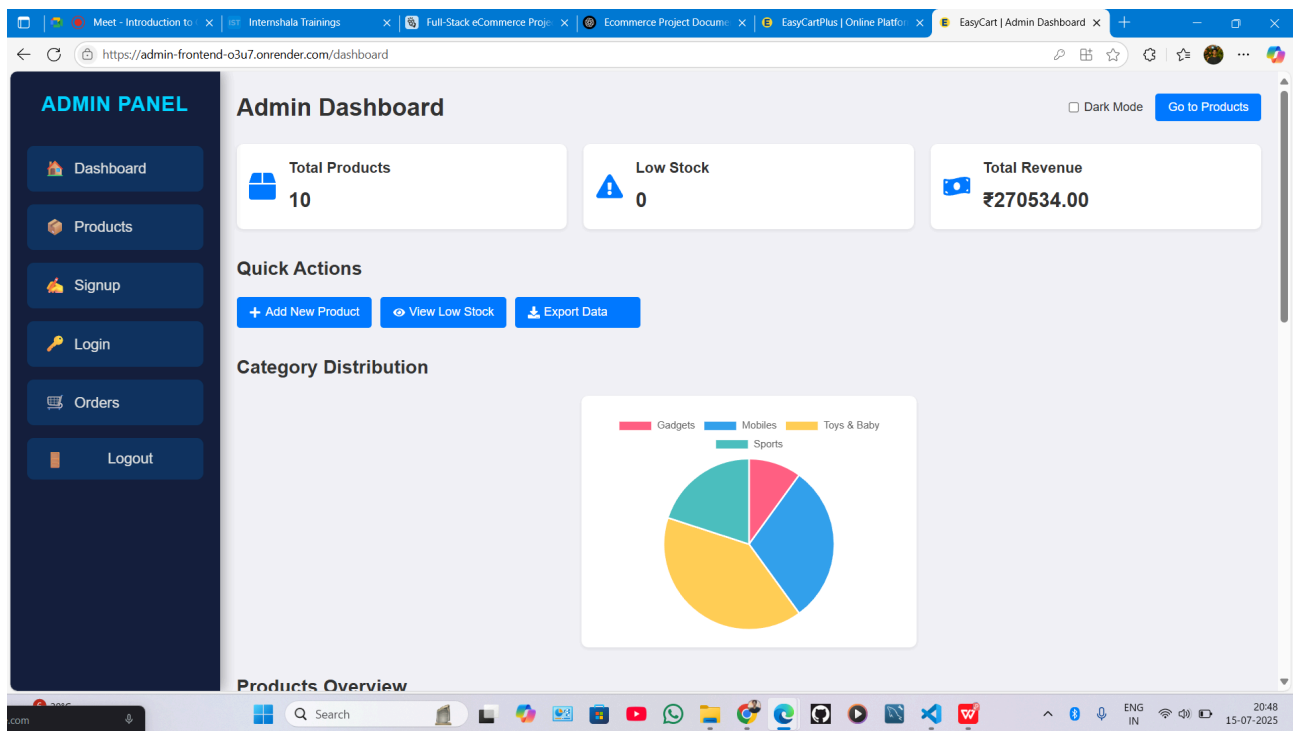 Meet - Introduction to
IST Internshala Trainings
Full-Stack eCommerce Proje
Ecommerce Project Docume
E EasyCartPlus | Online Platfor
E EasyCart | Admin Dashboard
https://admin-frontend-o3u7.onrender.com/dashboard
ADMIN PANEL
Dashboard
Products
Signup
Login
Orders
Logout
Admin Dashboard
Dark Mode
Go to Products
Total Products
10
Low Stock
0
Total Revenue
₹270534.00
Quick Actions
Add New Product
View Low Stock
Export Data
Category Distribution
Gadgets Mobiles Toys & Baby
Sports
Products Overview
.com
Search
ENG
IN
20:48
15-07-2025